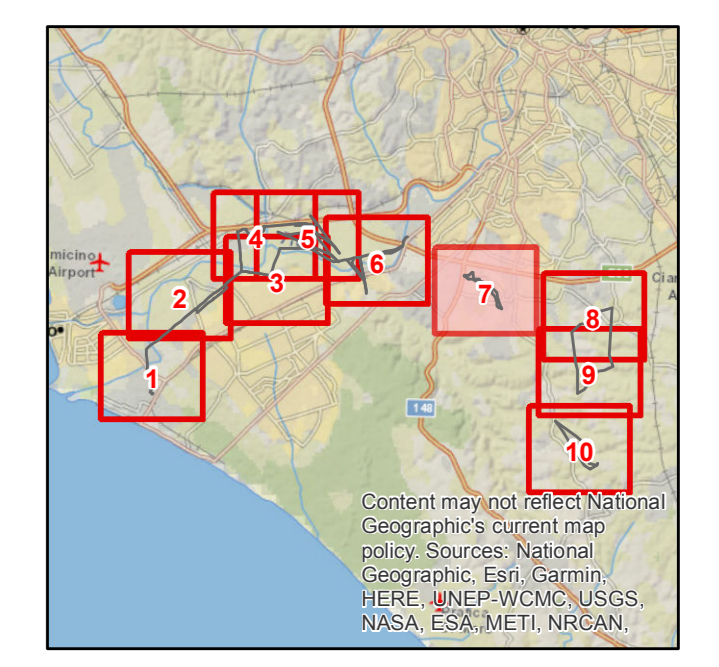 micino
Airport
o
Cian
A
4
5
6
3
2
7
8
1
9
148
10
Content may not reflect National
Geographic's current map
policy. Sources: National
Geographic, Esri, Garmin,
HERE, UNEP-WCMC, USGS,
NASA, ESA, METI, NRCAN,